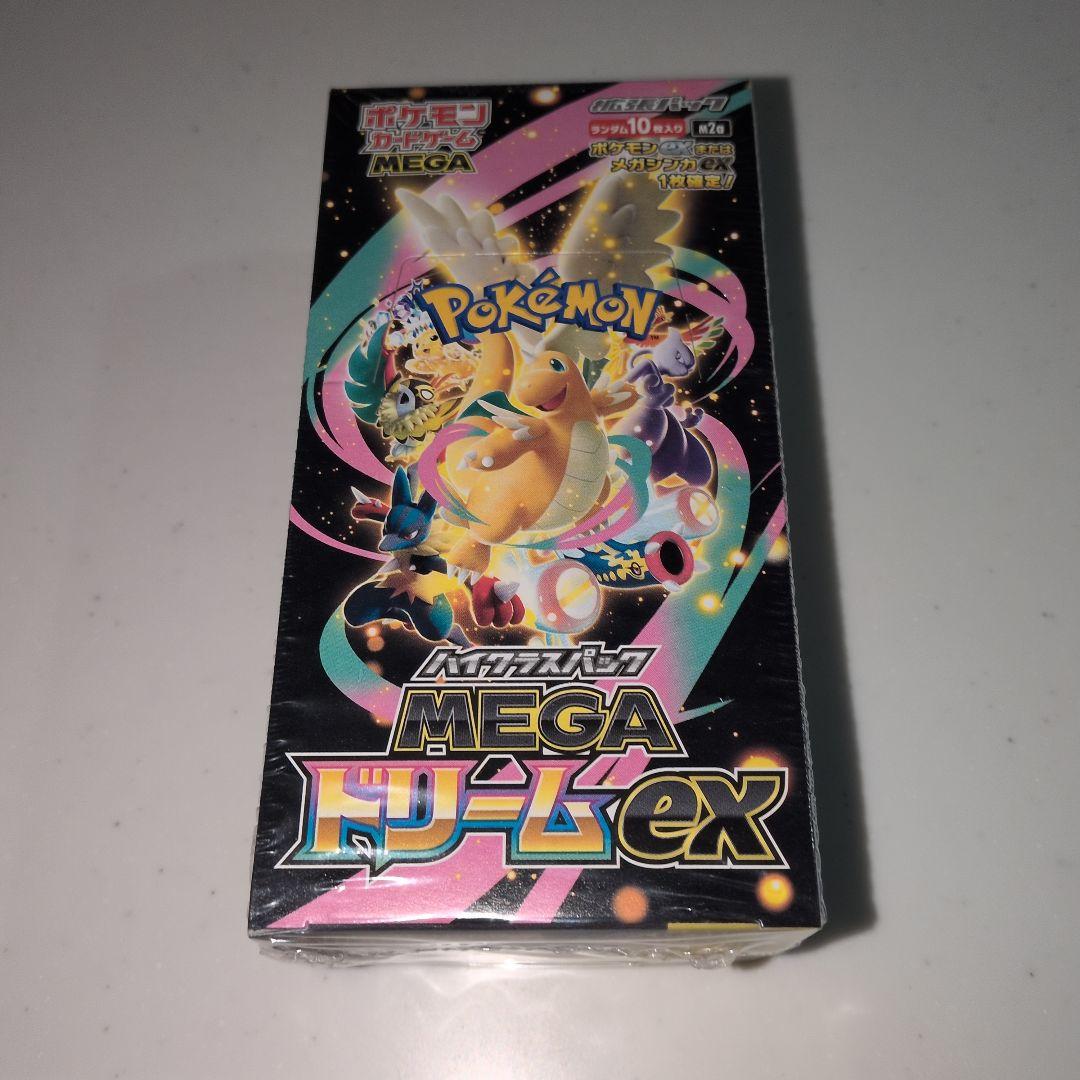 ポケモン
カードゲーム
MEGA
拡張パック
ランダム10枚入り M2a
ポケモンexまたは
メガシンカex
1枚確定!
POKéMON
TM
ハイクラスパック
MEGA
ドリームex